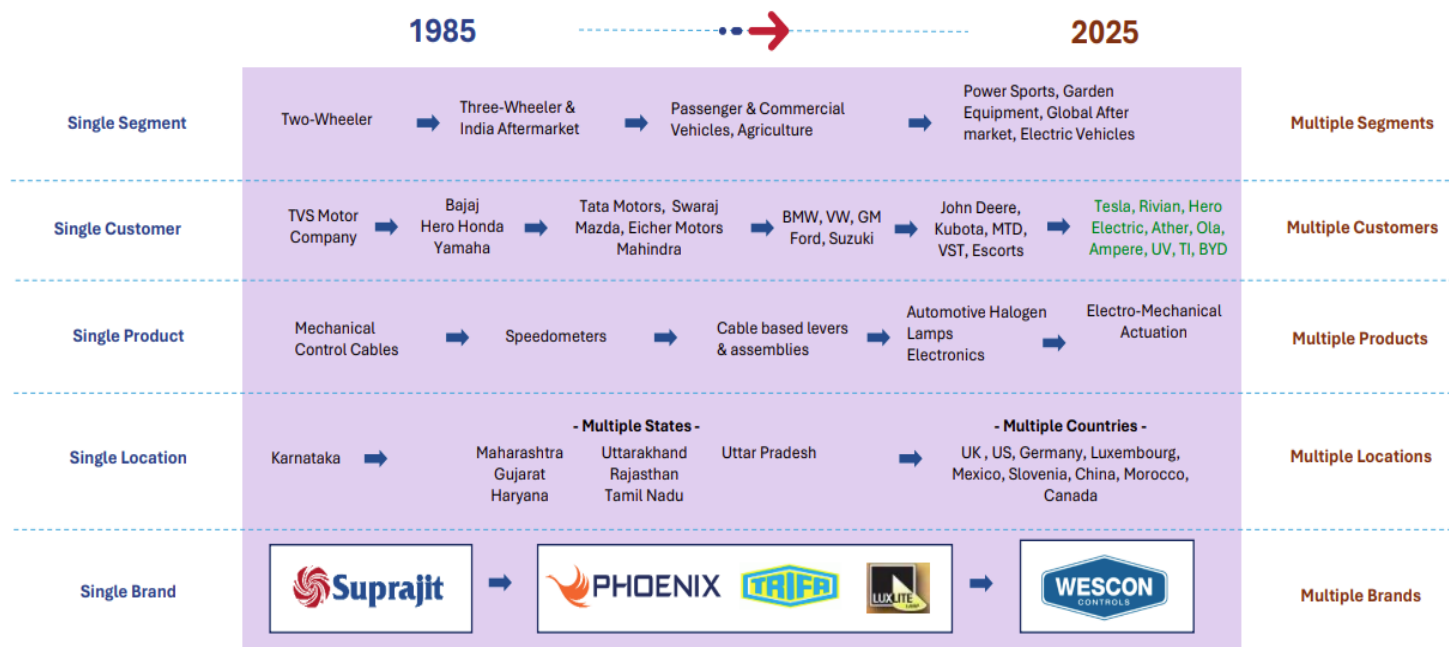 1985
2025
Single Segment
Two-Wheeler
Three-Wheeler &
India Aftermarket
Passenger & Commercial
Vehicles, Agriculture
Power Sports, Garden
Equipment, Global After
market, Electric Vehicles
Multiple Segments
Single Customer
TVS Motor
Company
Bajaj
Hero Honda
Yamaha
Tata Motors, Swaraj
Mazda, Eicher Motors
Mahindra
BMW, VW, GM
Ford, Suzuki
John Deere,
Kubota, MTD,
VST, Escorts
Tesla, Rivian, Hero
Electric, Ather, Ola,
Ampere, UV, TI, BYD
Multiple Customers
Single Product
Mechanical
Control Cables
Speedometers
Cable based levers
& assemblies
Automotive Halogen
Lamps
Electronics
Electro-Mechanical
Actuation
Multiple Products
Single Location
Karnataka
- Multiple States -
Maharashtra
Gujarat
Haryana
Uttarakhand
Rajasthan
Tamil Nadu
Uttar Pradesh
- Multiple Countries -
UK , US, Germany, Luxembourg,
Mexico, Slovenia, China, Morocco,
Canada
Multiple Locations
Single Brand
Suprajit
PHOENIX
TRIFA
LUXLITE
WESCON
CONTROLS
Multiple Brands